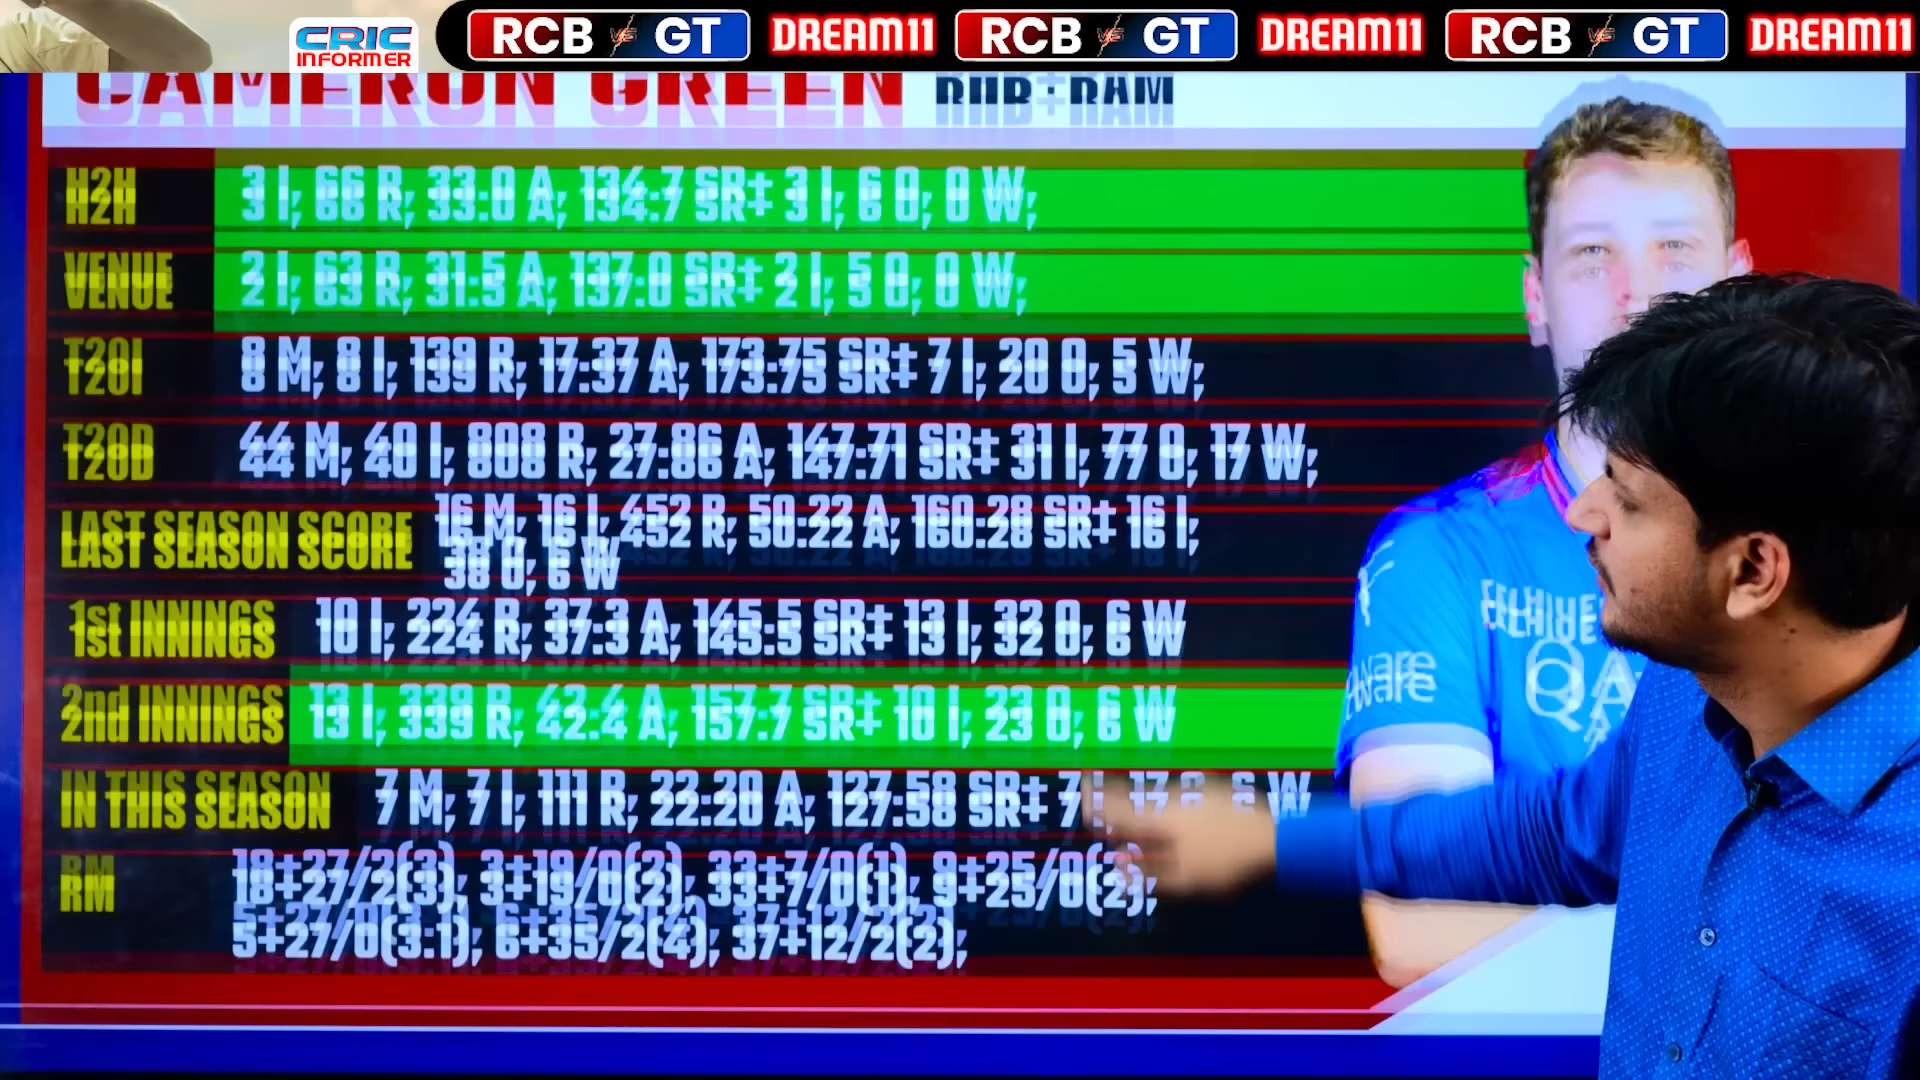 CRIC
INFORMER
RCB VS GT DREAM11 RCB VS GT DREAM11 RCB VS GT DREAM11
CAMERON GREEN RHB+RAM
H2H 3 I; 66 R; 33.0 A; 134.7 SR+ 3 I; 6 O; 0 W;
VENUE 2 I; 63 R; 31.5 A; 137.0 SR+ 2 I; 5 O; 0 W;
T20I 8 M; 8 I; 139 R; 17.37 A; 173.75 SR+ 7 I; 20 O; 5 W;
T20D 44 M; 40 I; 808 R; 27.86 A; 147.71 SR+ 31 I; 77 O; 17 W;
LAST SEASON SCORE 16 M; 16 I; 452 R; 50.22 A; 160.28 SR+ 16 I;
38 O; 6 W
1st INNINGS 10 I; 224 R; 37.3 A; 145.5 SR+ 13 I; 32 O; 6 W
2nd INNINGS 13 I; 339 R; 42.4 A; 157.7 SR+ 10 I; 23 O; 6 W
IN THIS SEASON 7 M; 7 I; 111 R; 22.20 A; 127.58 SR+ 7 I; 17 O; 6 W
RM 18+27/2(3); 3+19/0(2); 33+7/0(1); 9+25/0(2);
5+27/0(3.1); 6+35/2(4); 37+12/2(2);